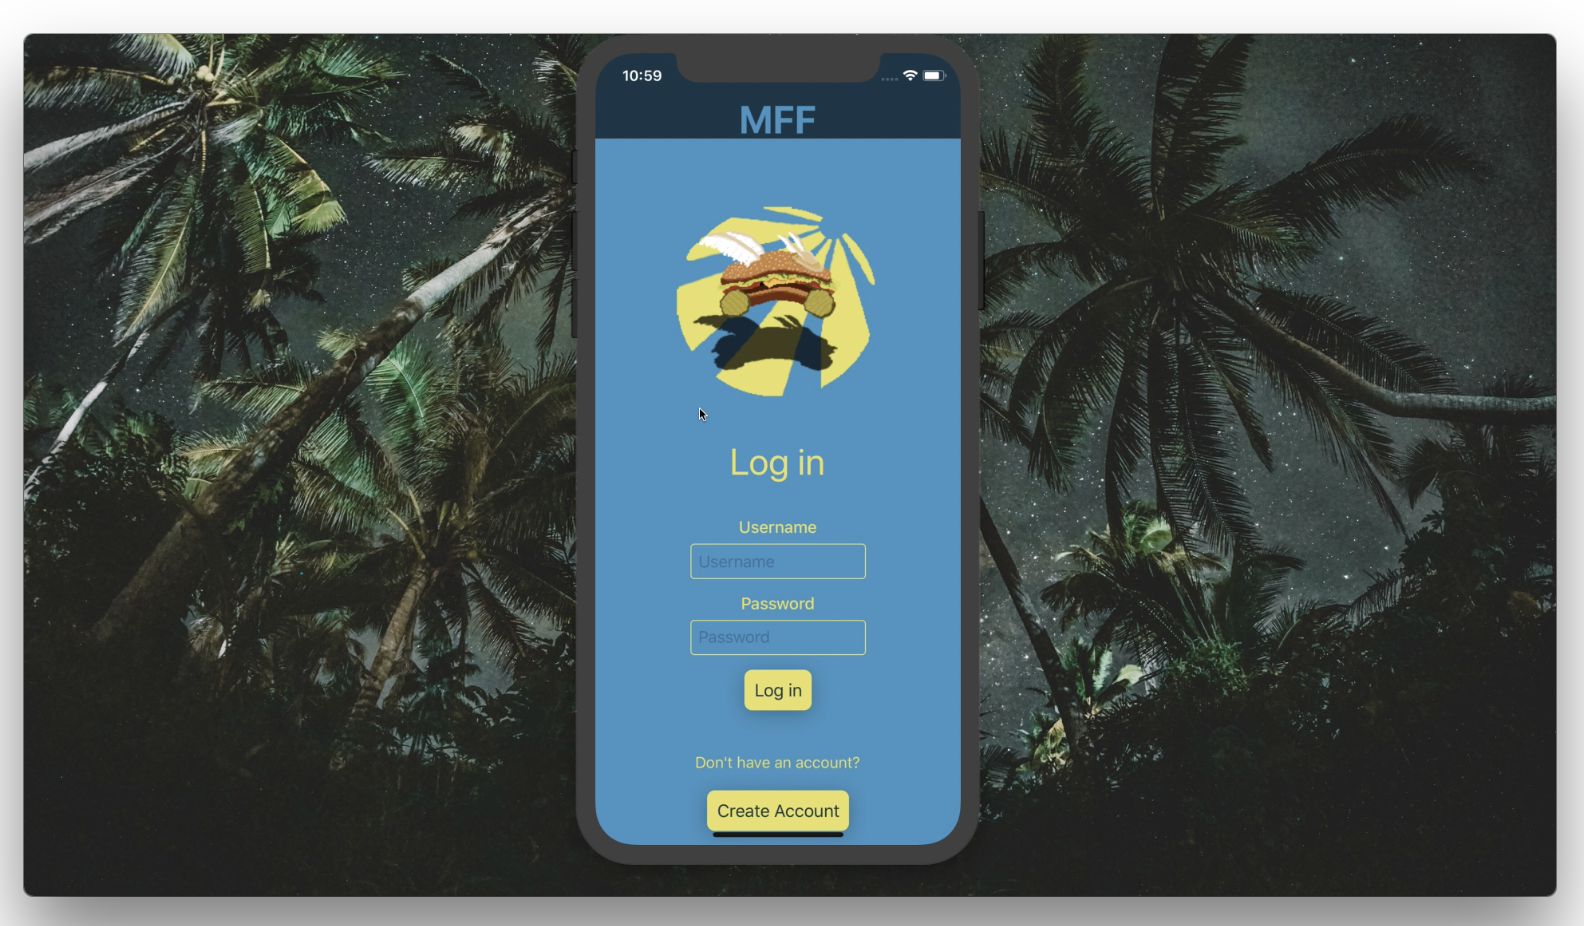 10:59
MFF
Log in
Username
Username
Password
Password
Log in
Don't have an account?
Create Account